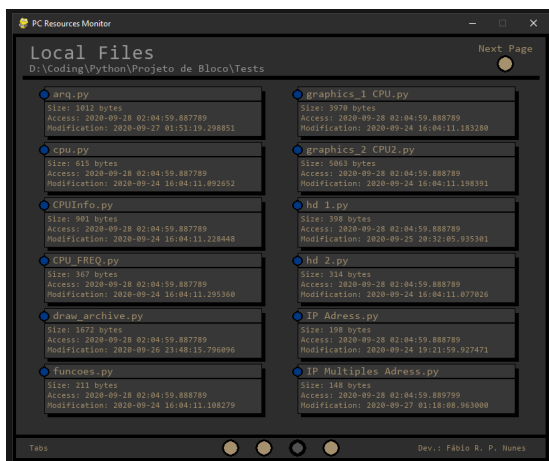 PC Resources Monitor
Local Files
D:\Coding\Python\Projeto de Bloco\Tests
Next Page
arq.py
Size: 1012 bytes
Access: 2020-09-28 02:04:59.887789
Modification: 2020-09-27 01:51:19.298851
cpu.py
Size: 615 bytes
Access: 2020-09-28 02:04:59.887789
Modification: 2020-09-24 16:04:11.092652
CPUInfo.py
Size: 901 bytes
Access: 2020-09-28 02:04:59.887789
Modification: 2020-09-24 16:04:11.228448
CPU_FREQ.py
Size: 367 bytes
Access: 2020-09-28 02:04:59.887789
Modification: 2020-09-24 16:04:11.295360
draw_archive.py
Size: 1672 bytes
Access: 2020-09-28 02:04:59.887789
Modification: 2020-09-26 23:48:15.796096
funcoes.py
Size: 211 bytes
Access: 2020-09-28 02:04:59.888789
Modification: 2020-09-24 16:04:11.108279
graphics_1 CPU.py
Size: 3970 bytes
Access: 2020-09-28 02:04:59.888789
Modification: 2020-09-24 16:04:11.183280
graphics_2 CPU2.py
Size: 5063 bytes
Access: 2020-09-28 02:04:59.888789
Modification: 2020-09-24 16:04:11.198391
hd 1.py
Size: 398 bytes
Access: 2020-09-28 02:04:59.888789
Modification: 2020-09-25 20:32:05.935301
hd 2.py
Size: 314 bytes
Access: 2020-09-28 02:04:59.888789
Modification: 2020-09-24 16:04:11.077026
IP Adress.py
Size: 198 bytes
Access: 2020-09-28 02:04:59.888789
Modification: 2020-09-24 19:21:59.927471
IP Multiples Adress.py
Size: 148 bytes
Access: 2020-09-28 02:04:59.889799
Modification: 2020-09-27 01:18:08.963000
Tabs
Dev.: Fábio R. P. Nunes